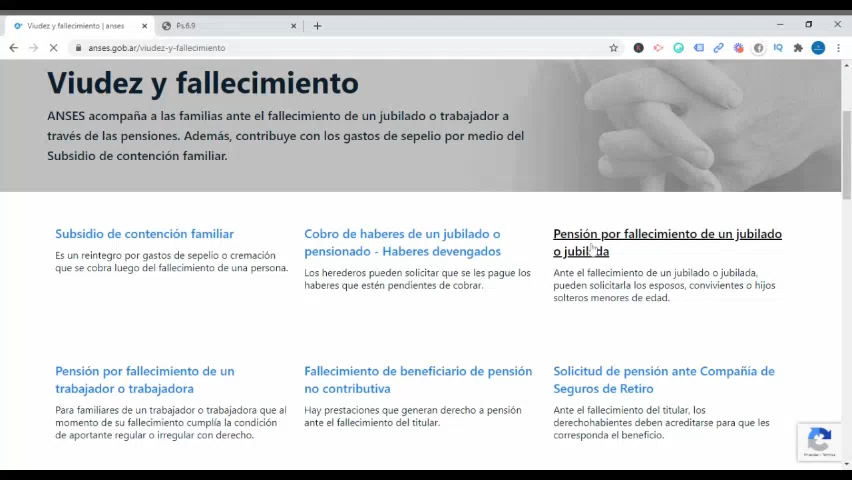 Viudez y fallecimiento | anses
Ps.6.9
anses.gob.ar/viudez-y-fallecimiento
Viudez y fallecimiento
ANSES acompaña a las familias ante el fallecimiento de un jubilado o trabajador a
través de las pensiones. Además, contribuye con los gastos de sepelio por medio del
Subsidio de contención familiar.
Subsidio de contención familiar
Es un reintegro por gastos de sepelio o cremación
que se cobra luego del fallecimiento de una persona.
Cobro de haberes de un jubilado o
pensionado - Haberes devengados
Los herederos pueden solicitar que se les pague los
haberes que estén pendientes de cobrar.
Pensión por fallecimiento de un jubilado
o jubilada
Ante el fallecimiento de un jubilado o jubilada,
pueden solicitarla los esposos, convivientes o hijos
solteros menores de edad.
Pensión por fallecimiento de un
trabajador o trabajadora
Para familiares de un trabajador o trabajadora que al
momento de su fallecimiento cumplía la condición
de aportante regular o irregular con derecho.
Fallecimiento de beneficiario de pensión
no contributiva
Hay prestaciones que generan derecho a pensión
ante el fallecimiento del titular.
Solicitud de pensión ante Compañía de
Seguros de Retiro
Ante el fallecimiento del titular, los
derechohabientes deben acreditarse para que les
corresponda el beneficio.